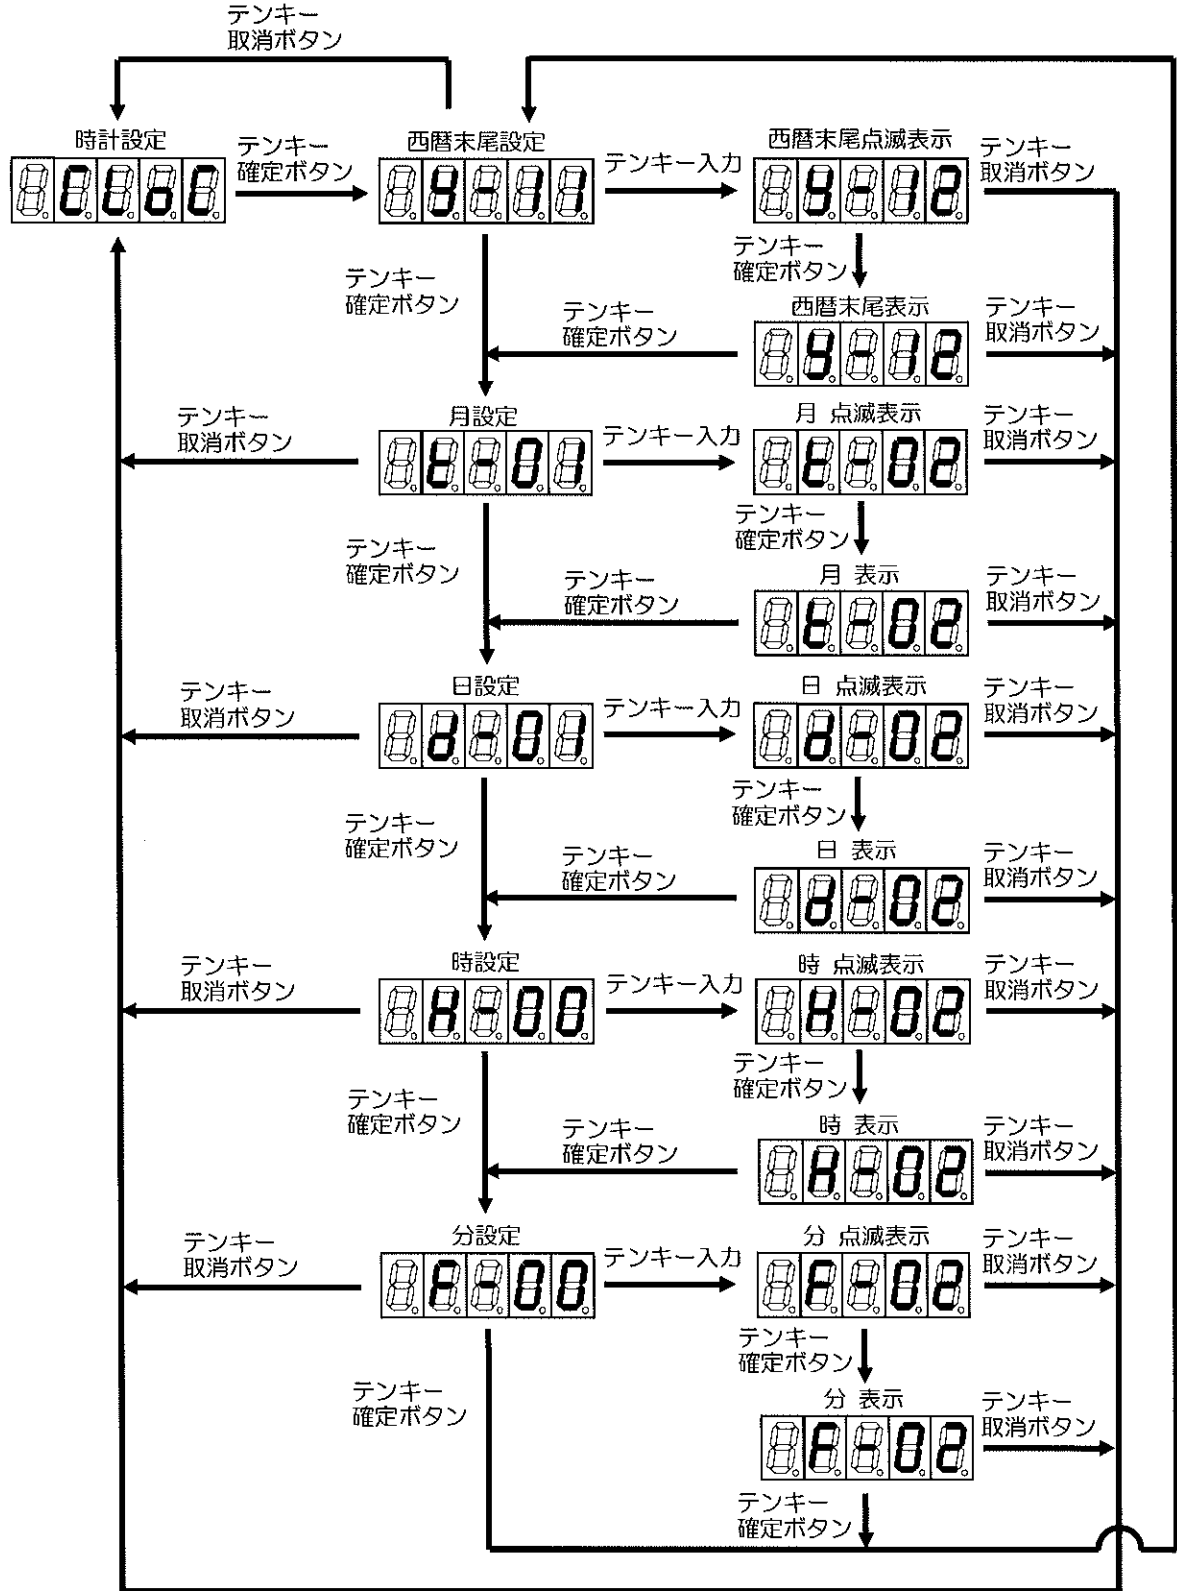 テンキー
取消ボタン
時計設定
CLoC
テンキー
確定ボタン
西暦末尾設定
y-11
テンキー入力
西暦末尾点滅表示
y-12
テンキー
取消ボタン
テンキー
確定ボタン
テンキー
確定ボタン
西暦末尾表示
y-12
テンキー
確定ボタン
テンキー
取消ボタン
テンキー
取消ボタン
月設定
t-01
テンキー入力
月 点滅表示
t-02
テンキー
取消ボタン
テンキー
確定ボタン
テンキー
確定ボタン
テンキー
確定ボタン
月 表示
t-02
テンキー
取消ボタン
テンキー
取消ボタン
日設定
d-01
テンキー入力
日 点滅表示
d-02
テンキー
取消ボタン
テンキー
確定ボタン
テンキー
確定ボタン
テンキー
確定ボタン
日 表示
d-02
テンキー
取消ボタン
テンキー
取消ボタン
時設定
H-00
テンキー入力
時 点滅表示
H-02
テンキー
取消ボタン
テンキー
確定ボタン
テンキー
確定ボタン
テンキー
確定ボタン
時 表示
H-02
テンキー
取消ボタン
テンキー
取消ボタン
分設定
F-00
テンキー入力
分 点滅表示
F-02
テンキー
取消ボタン
テンキー
確定ボタン
テンキー
確定ボタン
分 表示
F-02
テンキー
取消ボタン
テンキー
確定ボタン